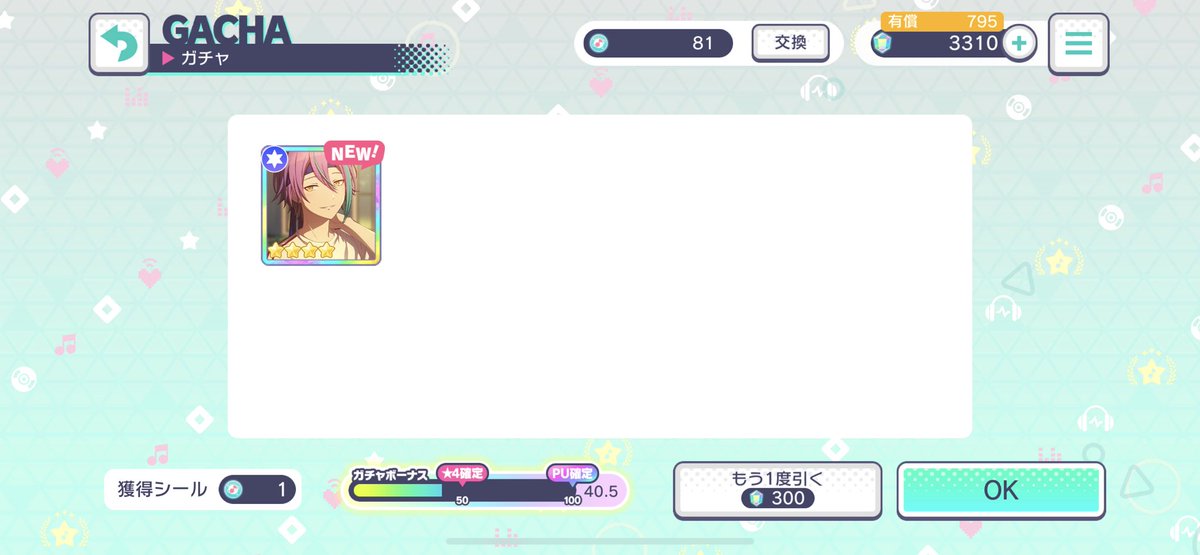 GACHA
ガチャ
81
交換
有償 795
3310
NEW!
獲得シール 1
ガチャボーナス ★4確定 PU確定
50 100 40.5
もう1度引く
300
OK